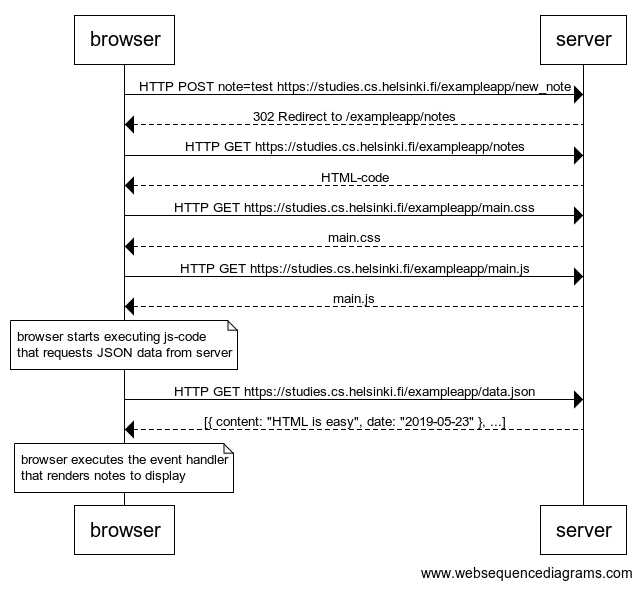 browser server
HTTP POST note=test https://studies.cs.helsinki.fi/exampleapp/new_note
302 Redirect to /exampleapp/notes
HTTP GET https://studies.cs.helsinki.fi/exampleapp/notes
HTML-code
HTTP GET https://studies.cs.helsinki.fi/exampleapp/main.css
main.css
HTTP GET https://studies.cs.helsinki.fi/exampleapp/main.js
main.js
browser starts executing js-code
that requests JSON data from server
HTTP GET https://studies.cs.helsinki.fi/exampleapp/data.json
[{ content: "HTML is easy", date: "2019-05-23" }, ...]
browser executes the event handler
that renders notes to display
browser server
www.websequencediagrams.com